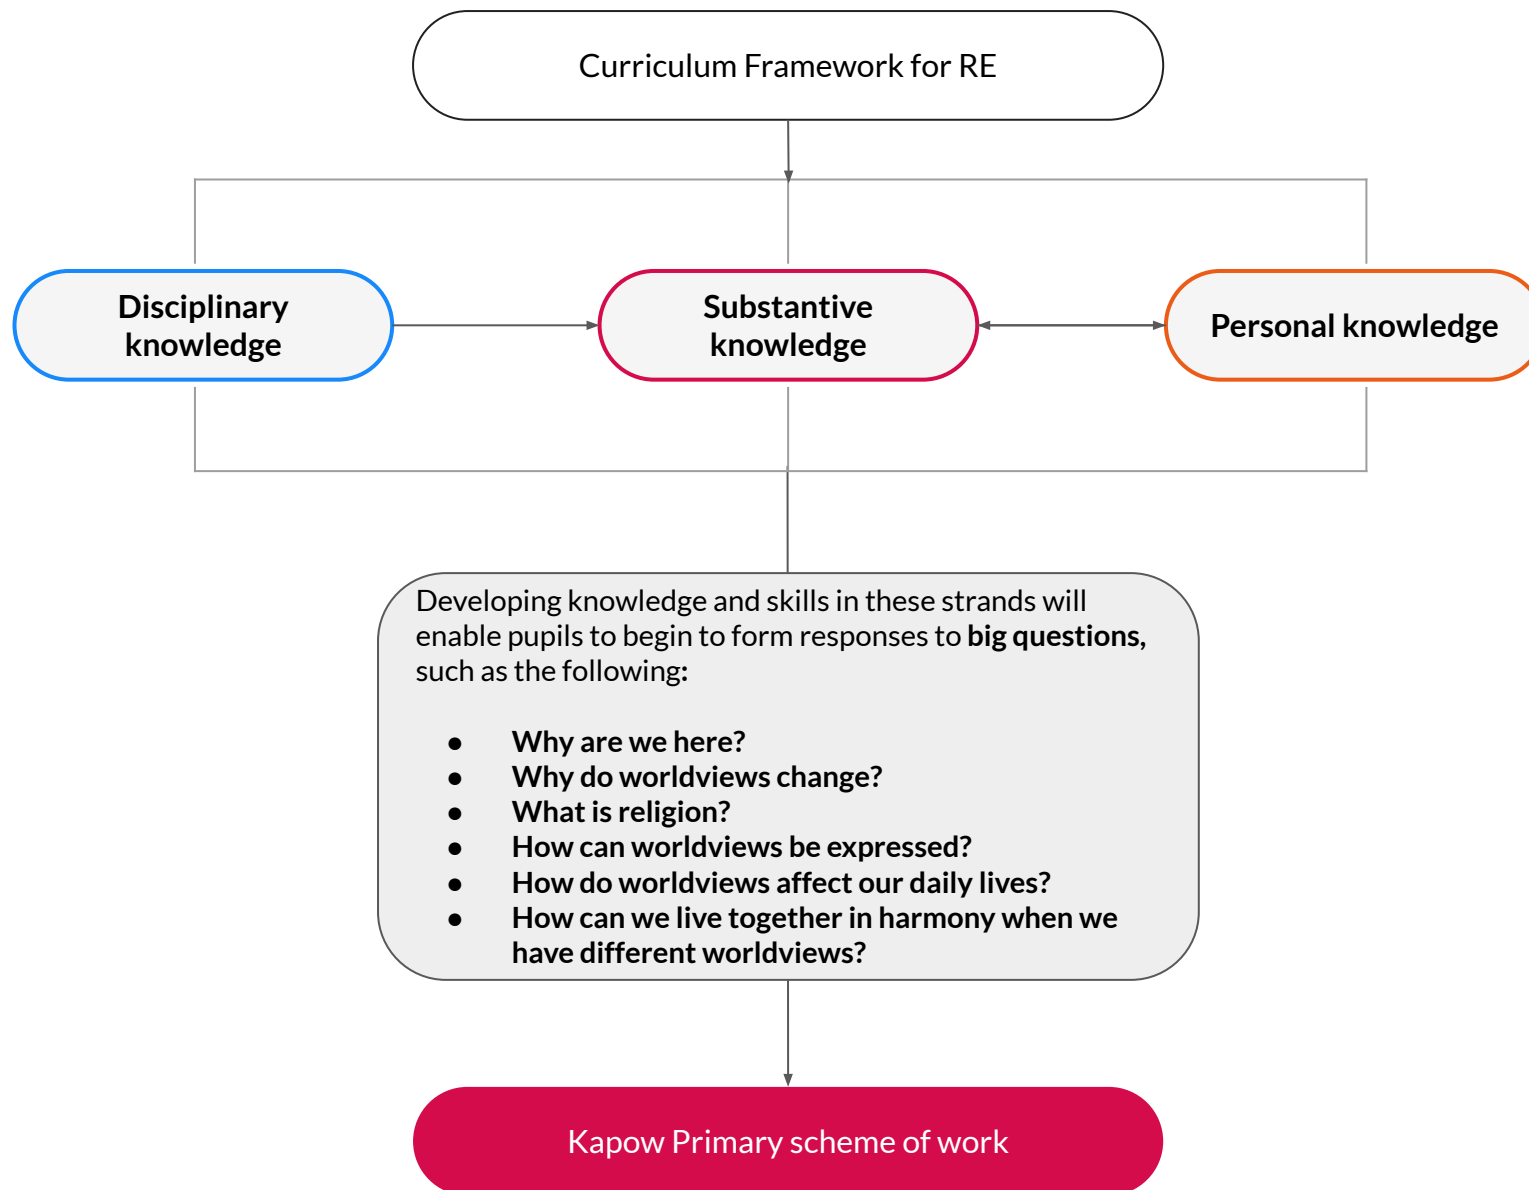 Curriculum Framework for RE
Disciplinary
knowledge
Substantive
knowledge
Personal knowledge
Developing knowledge and skills in these strands will
enable pupils to begin to form responses to big questions,
such as the following:
● Why are we here?
● Why do worldviews change?
● What is religion?
● How can worldviews be expressed?
● How do worldviews affect our daily lives?
● How can we live together in harmony when we
have different worldviews?
Kapow Primary scheme of work